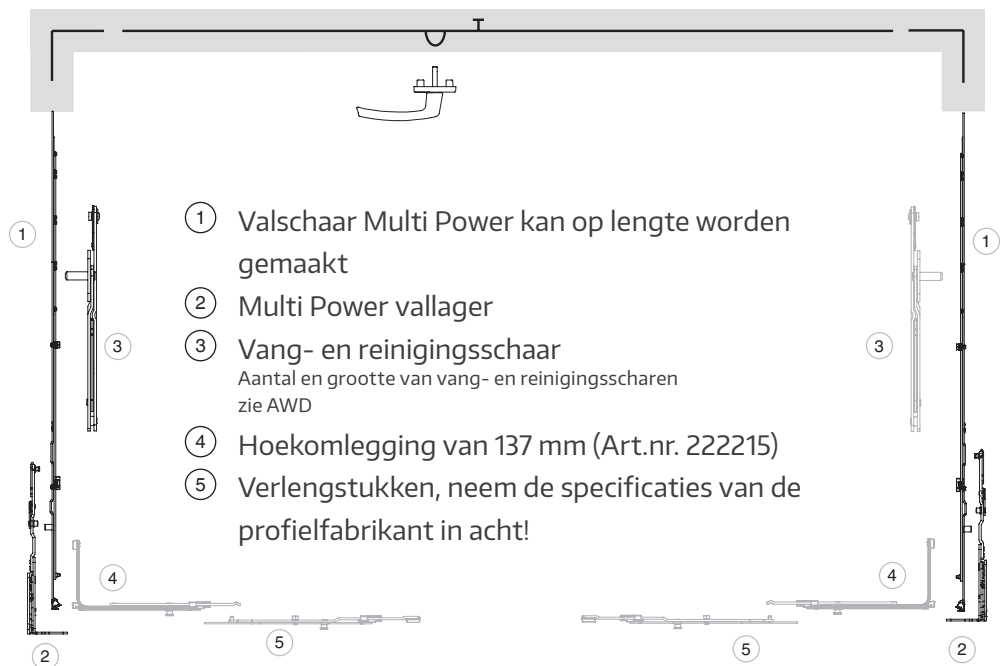 1 Valschaar Multi Power kan op lengte worden
gemaakt
2 Multi Power vallager
3 Vang- en reinigingsschaar
Aantal en grootte van vang- en reinigingsscharen
zie AWD
4 Hoekomlegging van 137 mm (Art.nr. 222215)
5 Verlengstukken, neem de specificaties van de
profielfabrikant in acht!
1
1
3
3
4
4
5
5
2
2